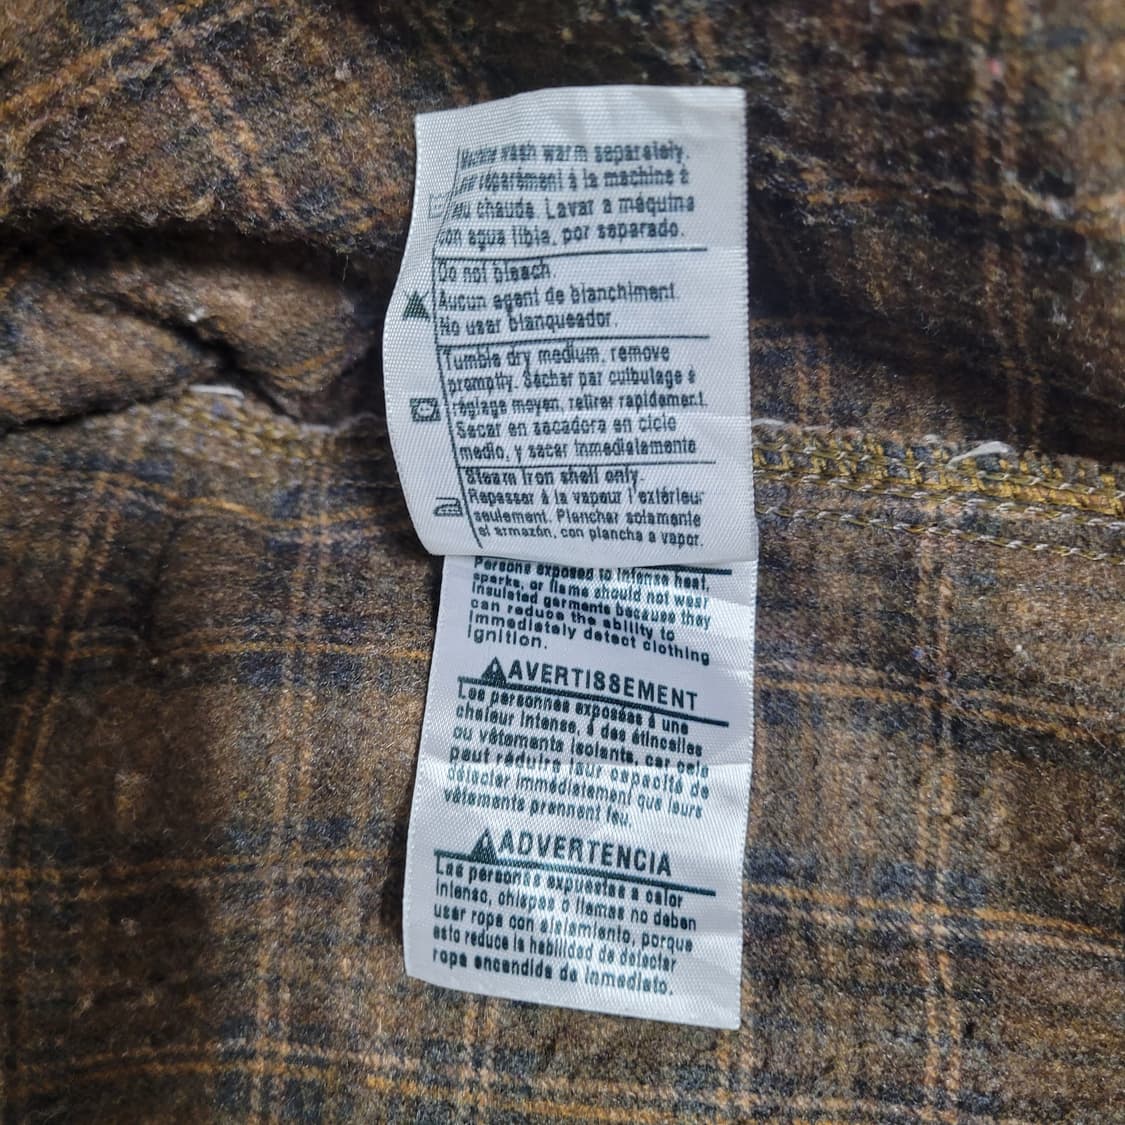 Machine wash warm separately.
Laver séparément à la machine à
l'eau chaude. Lavar a máquina
con agua tibia, por separado.
Do not bleach.
Aucun agent de blanchiment.
No usar blanqueador.
Tumble dry medium, remove
promptly. Sécher par culbutage à
réglage moyen, retirer rapidement.
Secar en sacadora en ciclo
medio, y sacar inmediatamente
Steam iron shell only.
Repasser à la vapeur l'extérieur
seulement. Planchar solamente
el armazón, con plancha a vapor.
Persons exposed to intense heat,
sparks, or flame should not wear
insulated garments because they
can reduce the ability to
immediately detect clothing
ignition.
AVERTISSEMENT
Les personnes exposées à une
chaleur intense, à des étincelles
ou vêtements isolants, car cela
peut réduire leur capacité de
détecter immédiatement que leurs
vêtements prennent feu.
ADVERTENCIA
Las personas expuestas a calor
intenso, chispas o llamas no deben
usar ropa con aislamiento, porque
esto reduce la habilidad de detectar
ropa encendida de inmediato.